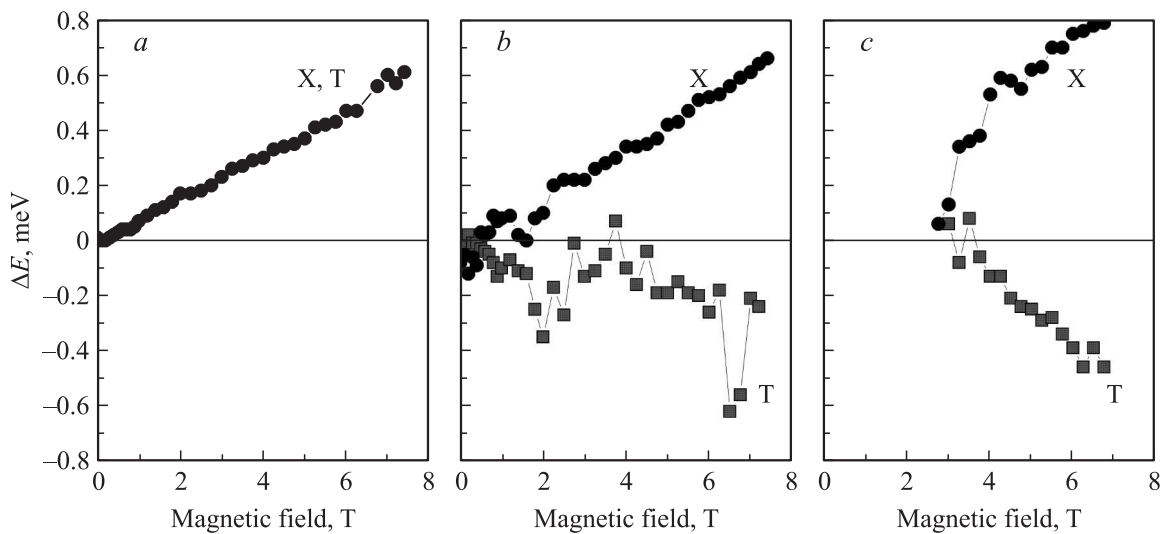 a
b
c
X, T
X
X
T
T
0.8
0.6
0.4
0.2
0
–0.2
–0.4
–0.6
–0.8
ΔE, meV
0 2 4 6 8
0 2 4 6 8
0 2 4 6 8
Magnetic field, T
Magnetic field, T
Magnetic field, T